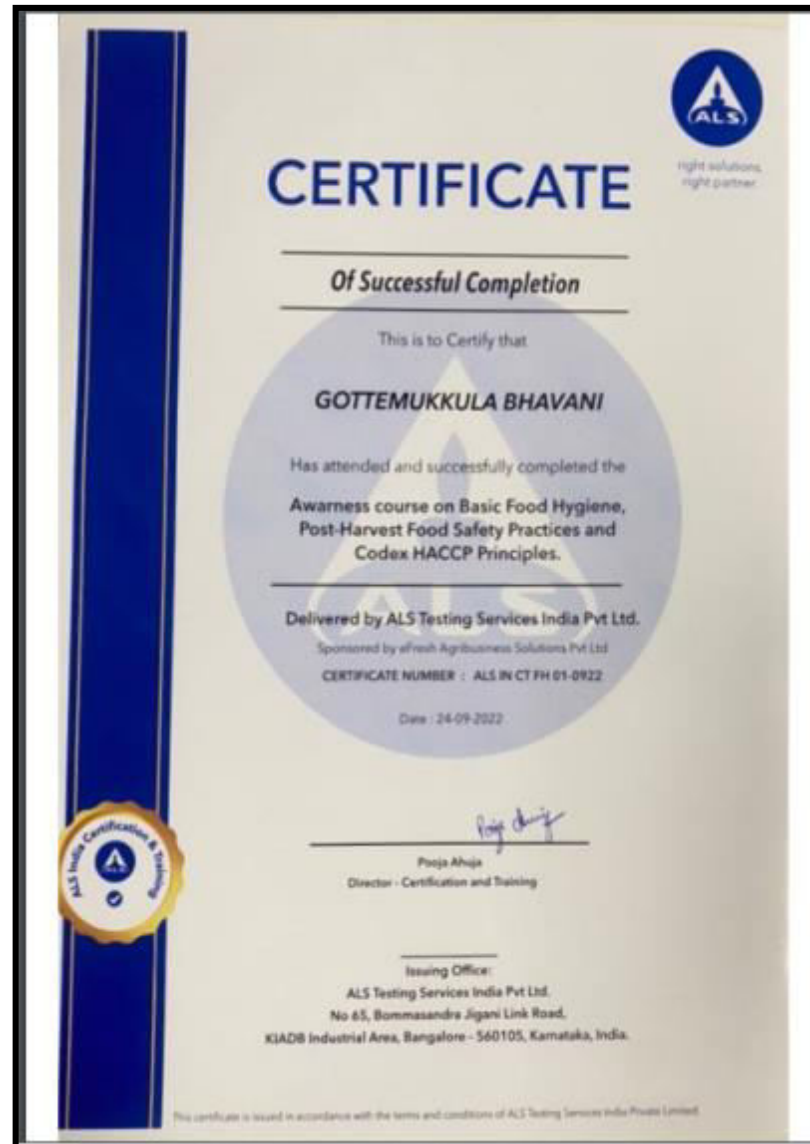 ALS
right solutions.
right partner.
CERTIFICATE
Of Successful Completion
This is to Certify that
GOTTEMUKKULA BHAVANI
Has attended and successfully completed the
Awarness course on Basic Food Hygiene,
Post-Harvest Food Safety Practices and
Codex HACCP Principles.
ALS
Delivered by ALS Testing Services India Pvt Ltd.
Sponsored by eFresh Agribusiness Solutions Pvt Ltd
CERTIFICATE NUMBER : ALS IN CT FH 01-0922
Date : 24-09-2022
Pooja Ahuja
Pooja Ahuja
Director - Certification and Training
ALS India Certification & Training
ALS
Issuing Office:
ALS Testing Services India Pvt Ltd.
No 65, Bommasandra Jigani Link Road,
KIADB Industrial Area, Bangalore - 560105, Karnataka, India.
This certificate is issued in accordance with the terms and conditions of ALS Testing Services India Private Limited.